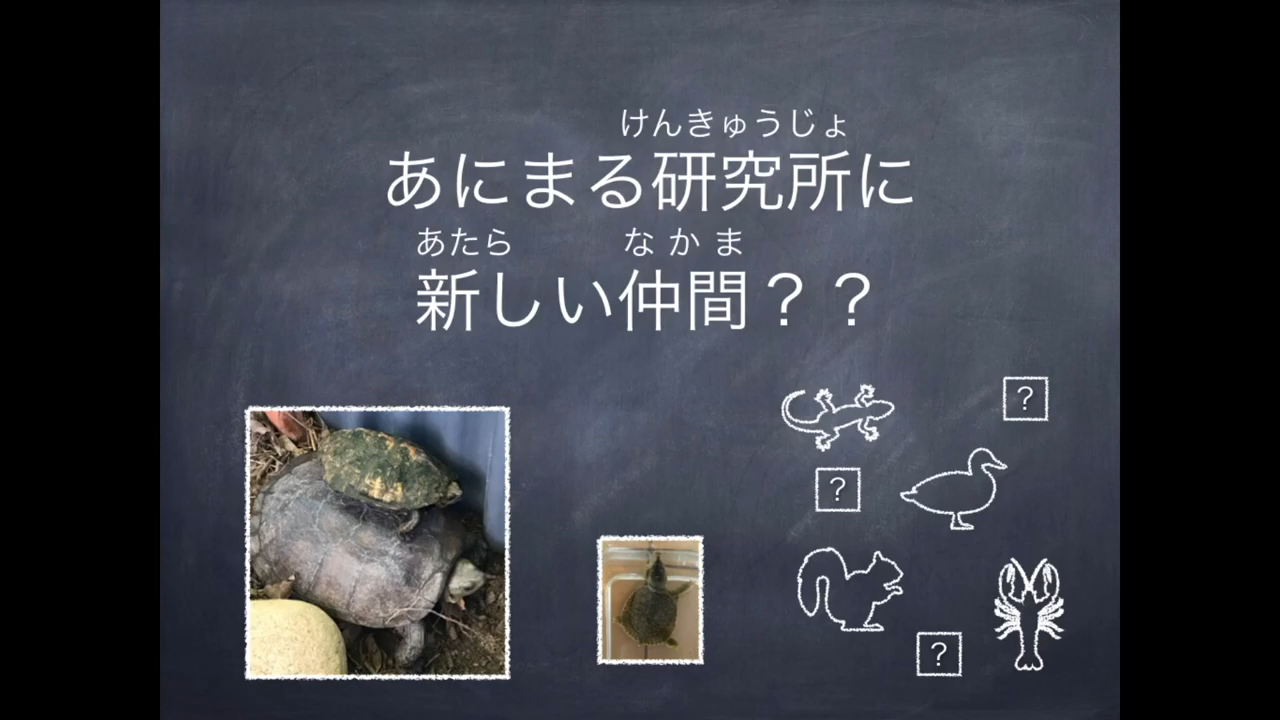 けんきゅうじょ
あにまる研究所に
あたら なかま
新しい仲間？？
?
?
?